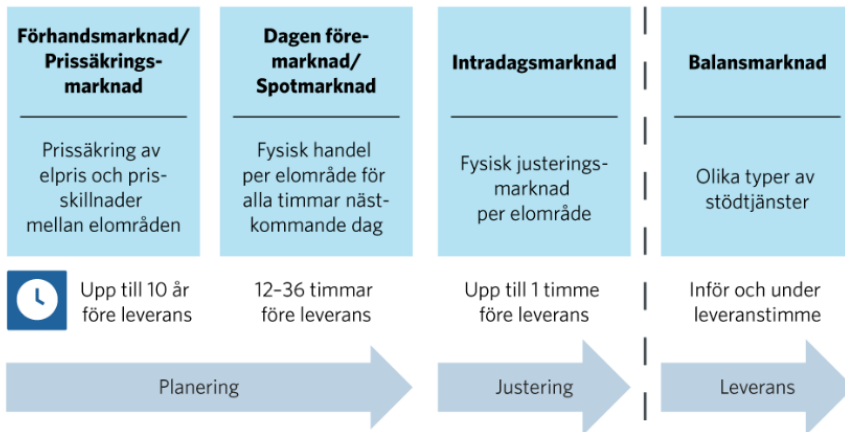 Förhandsmarknad/
Prissäkrings-
marknad
Prissäkring av
elpris och pris-
skillnader
mellan elområden
Dagen före-
marknad/
Spotmarknad
Fysisk handel
per elområde för
alla timmar näst-
kommande dag
Intradagsmarknad
Fysisk justerings-
marknad
per elområde
Balansmarknad
Olika typer av
stödtjänster
Upp till 10 år
före leverans
12–36 timmar
före leverans
Upp till 1 timme
före leverans
Inför och under
leveranstimme
Planering
Justering
Leverans